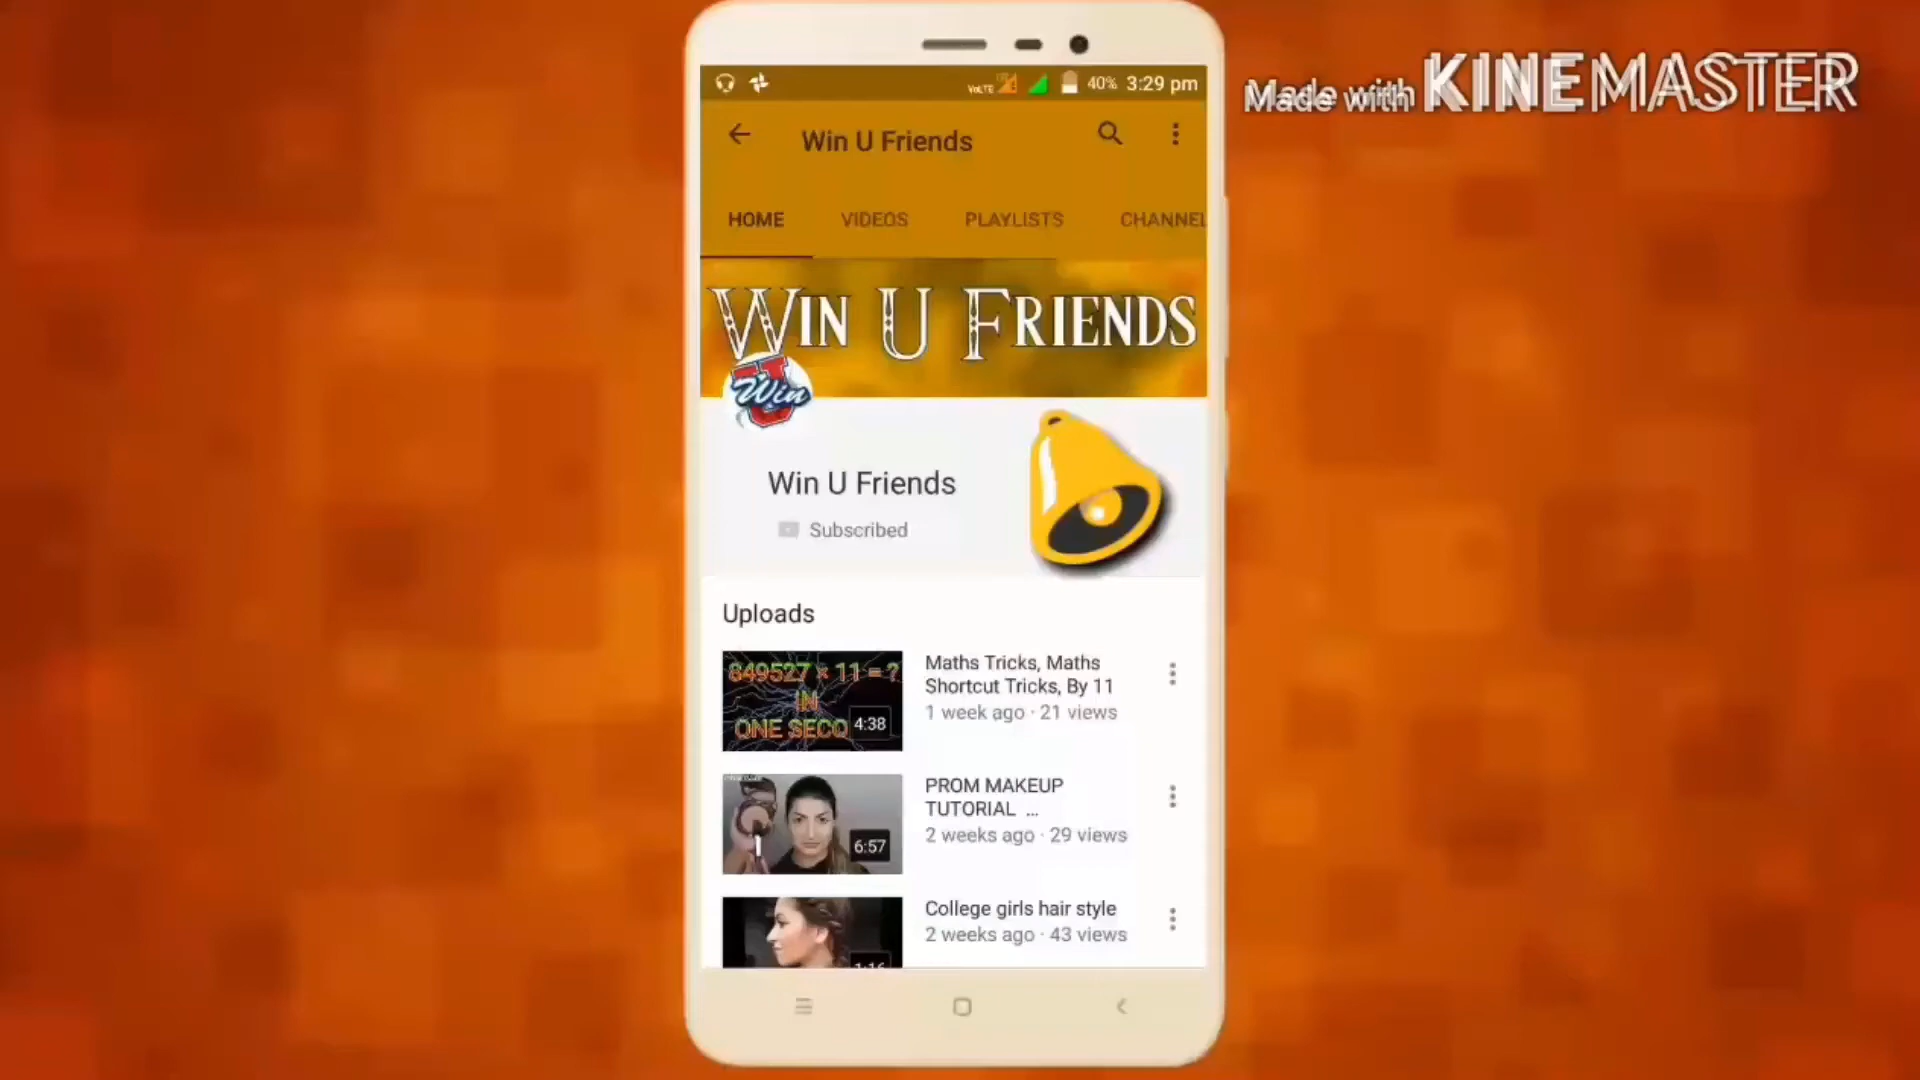 Made with KINEMASTER
VoLTE 40% 3:29 pm
Win U Friends
HOME VIDEOS PLAYLISTS CHANNEL
WIN U FRIENDS
U Win
Win U Friends
Subscribed
Uploads
849527 × 11 = ?
IN
ONE SECO
4:38
Maths Tricks, Maths
Shortcut Tricks, By 11
1 week ago · 21 views
6:57
PROM MAKEUP
TUTORIAL ...
2 weeks ago · 29 views
1:16
College girls hair style
2 weeks ago · 43 views